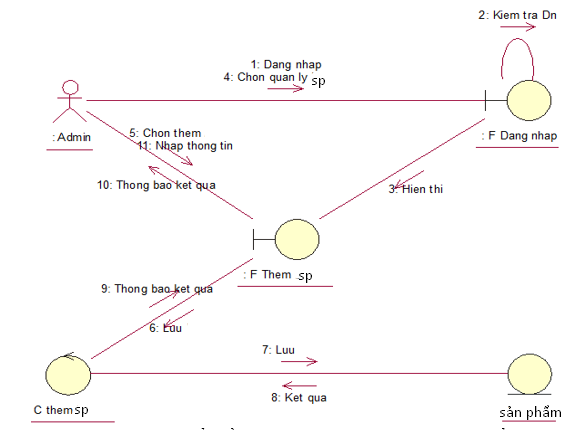 2: Kiem tra Dn
1: Dang nhap
4: Chon quan ly sp
: Admin
5: Chon them
11: Nhap thong tin
: F Dang nhap
10: Thong bao ket qua
3: Hien thi
: F Them sp
9: Thong bao ket qua
6: Luu
7: Luu
8: Ket qua
C them sp
sản phẩm